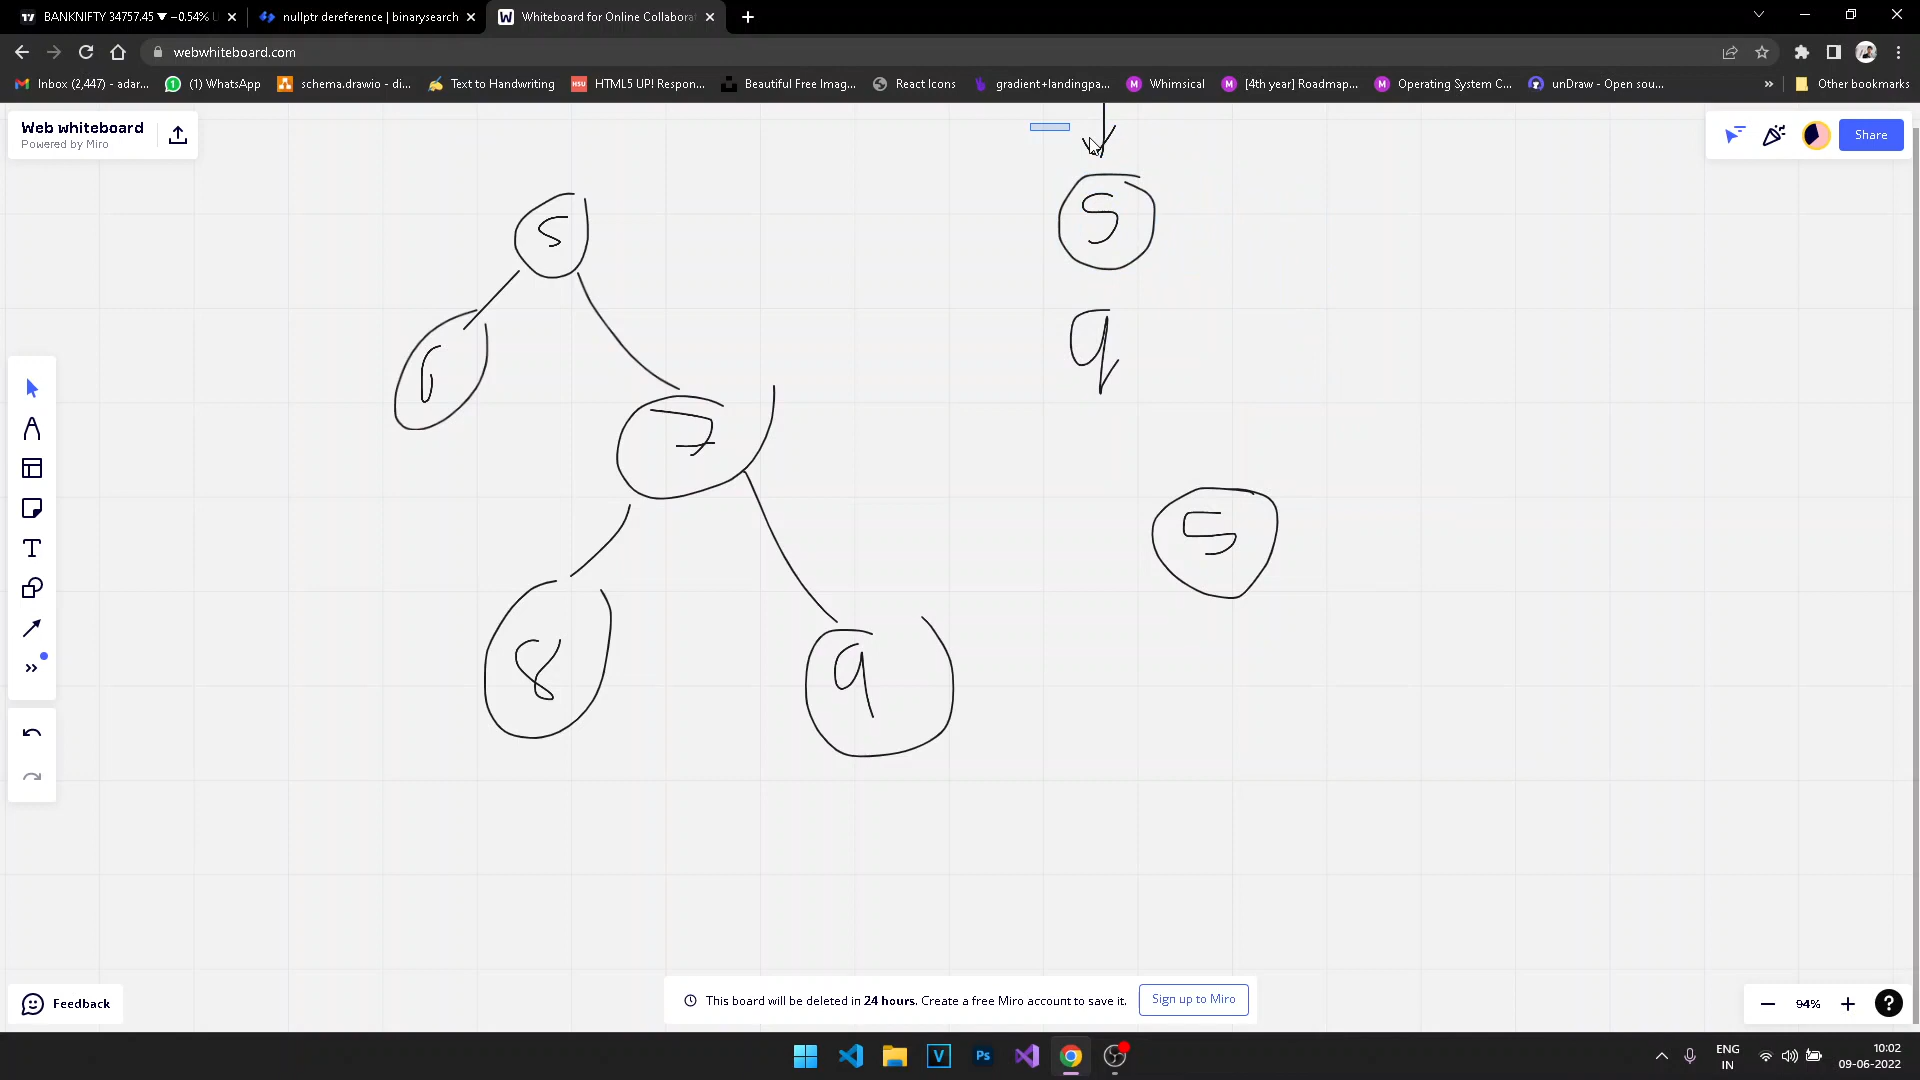 BANKNIFTY 34757.45 ▼ −0.54%
nullptr dereference | binarysearch
Whiteboard for Online Collabora
webwhiteboard.com
Inbox (2,447) - adar...
(1) WhatsApp
schema.drawio - di...
Text to Handwriting
HTML5 UP! Respon...
Beautiful Free Imag...
React Icons
gradient+landingpa...
Whimsical
[4th year] Roadmap...
Operating System C...
unDraw - Open sou...
»
Other bookmarks
Web whiteboard
Powered by Miro
Share
5
5
6
9
7
5
8
9
Feedback
This board will be deleted in 24 hours. Create a free Miro account to save it.
Sign up to Miro
94%
ENG
IN
10:02
09-06-2022